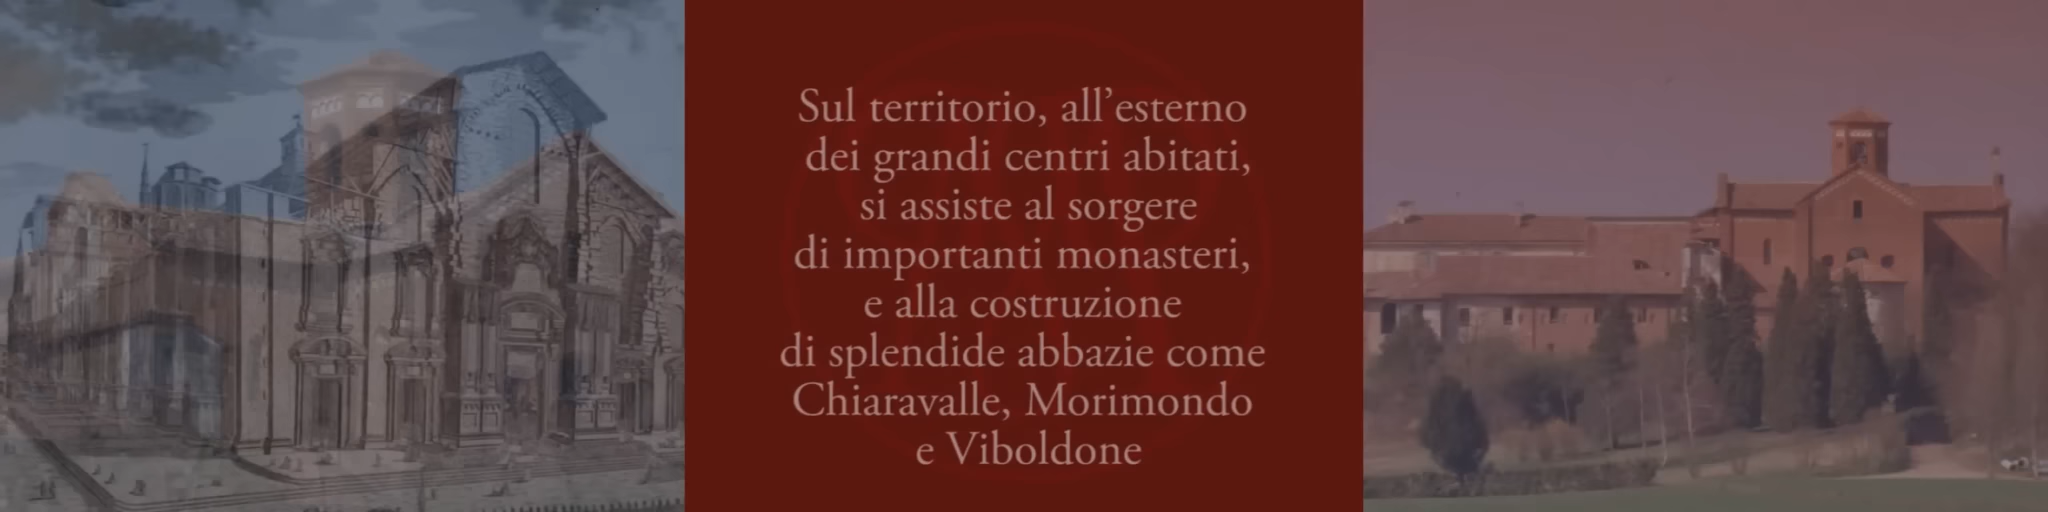 Sul territorio, all’esterno
dei grandi centri abitati,
si assiste al sorgere
di importanti monasteri,
e alla costruzione
di splendide abbazie come
Chiaravalle, Morimondo
e Viboldone